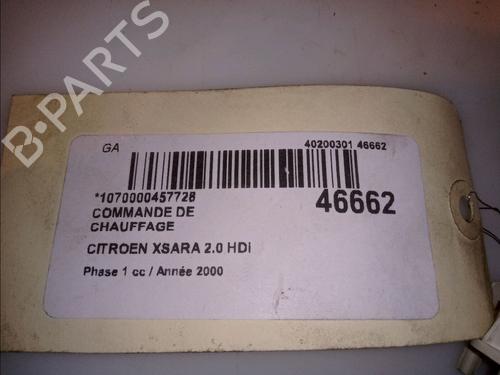 B-PARTS
GA
40200301 46662
*1070000457728
46662
COMMANDE DE
CHAUFFAGE
CITROEN XSARA 2.0 HDi
Phase 1 cc / Année 2000